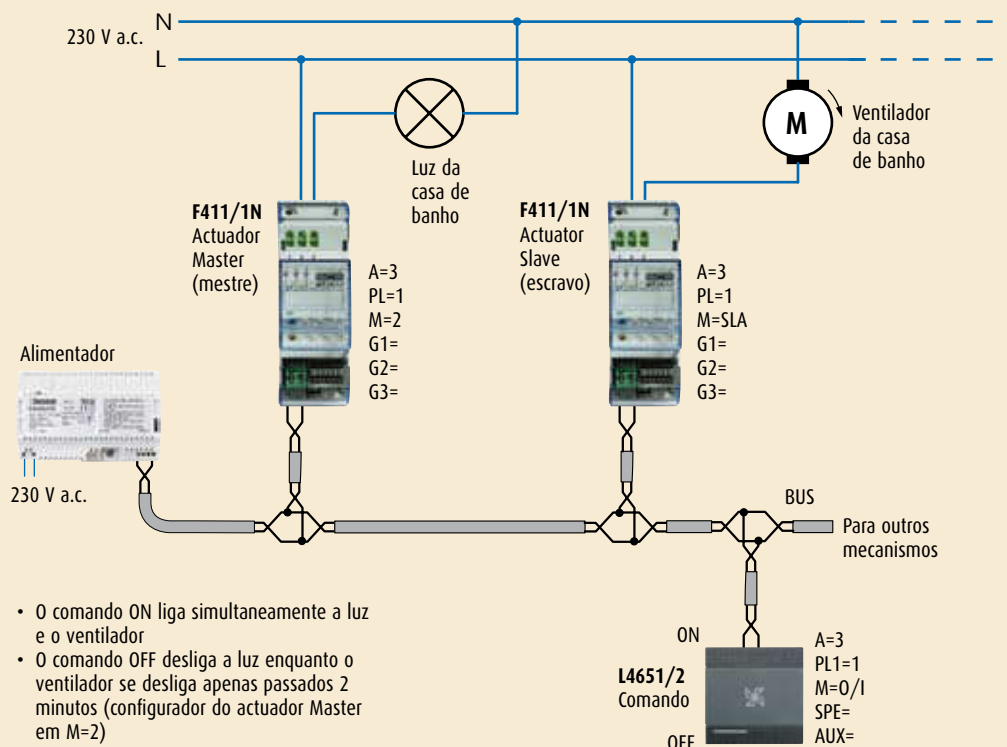 N
230 V a.c.
L
M
Ventilador
da casa
de banho
Luz da
casa de
banho
F411/1N
Actuador
Master
(mestre)
A=3
PL=1
M=2
G1=
G2=
G3=
F411/1N
Actuator
Slave
(escravo)
A=3
PL=1
M=SLA
G1=
G2=
G3=
Alimentador
230 V a.c.
BUS
Para outros
mecanismos
• O comando ON liga simultaneamente a luz
e o ventilador
• O comando OFF desliga a luz enquanto o
ventilador se desliga apenas passados 2
minutos (configurador do actuador Master
em M=2)
ON
L4651/2
Comando
OFF
A=3
PL1=1
M=O/I
SPE=
AUX=